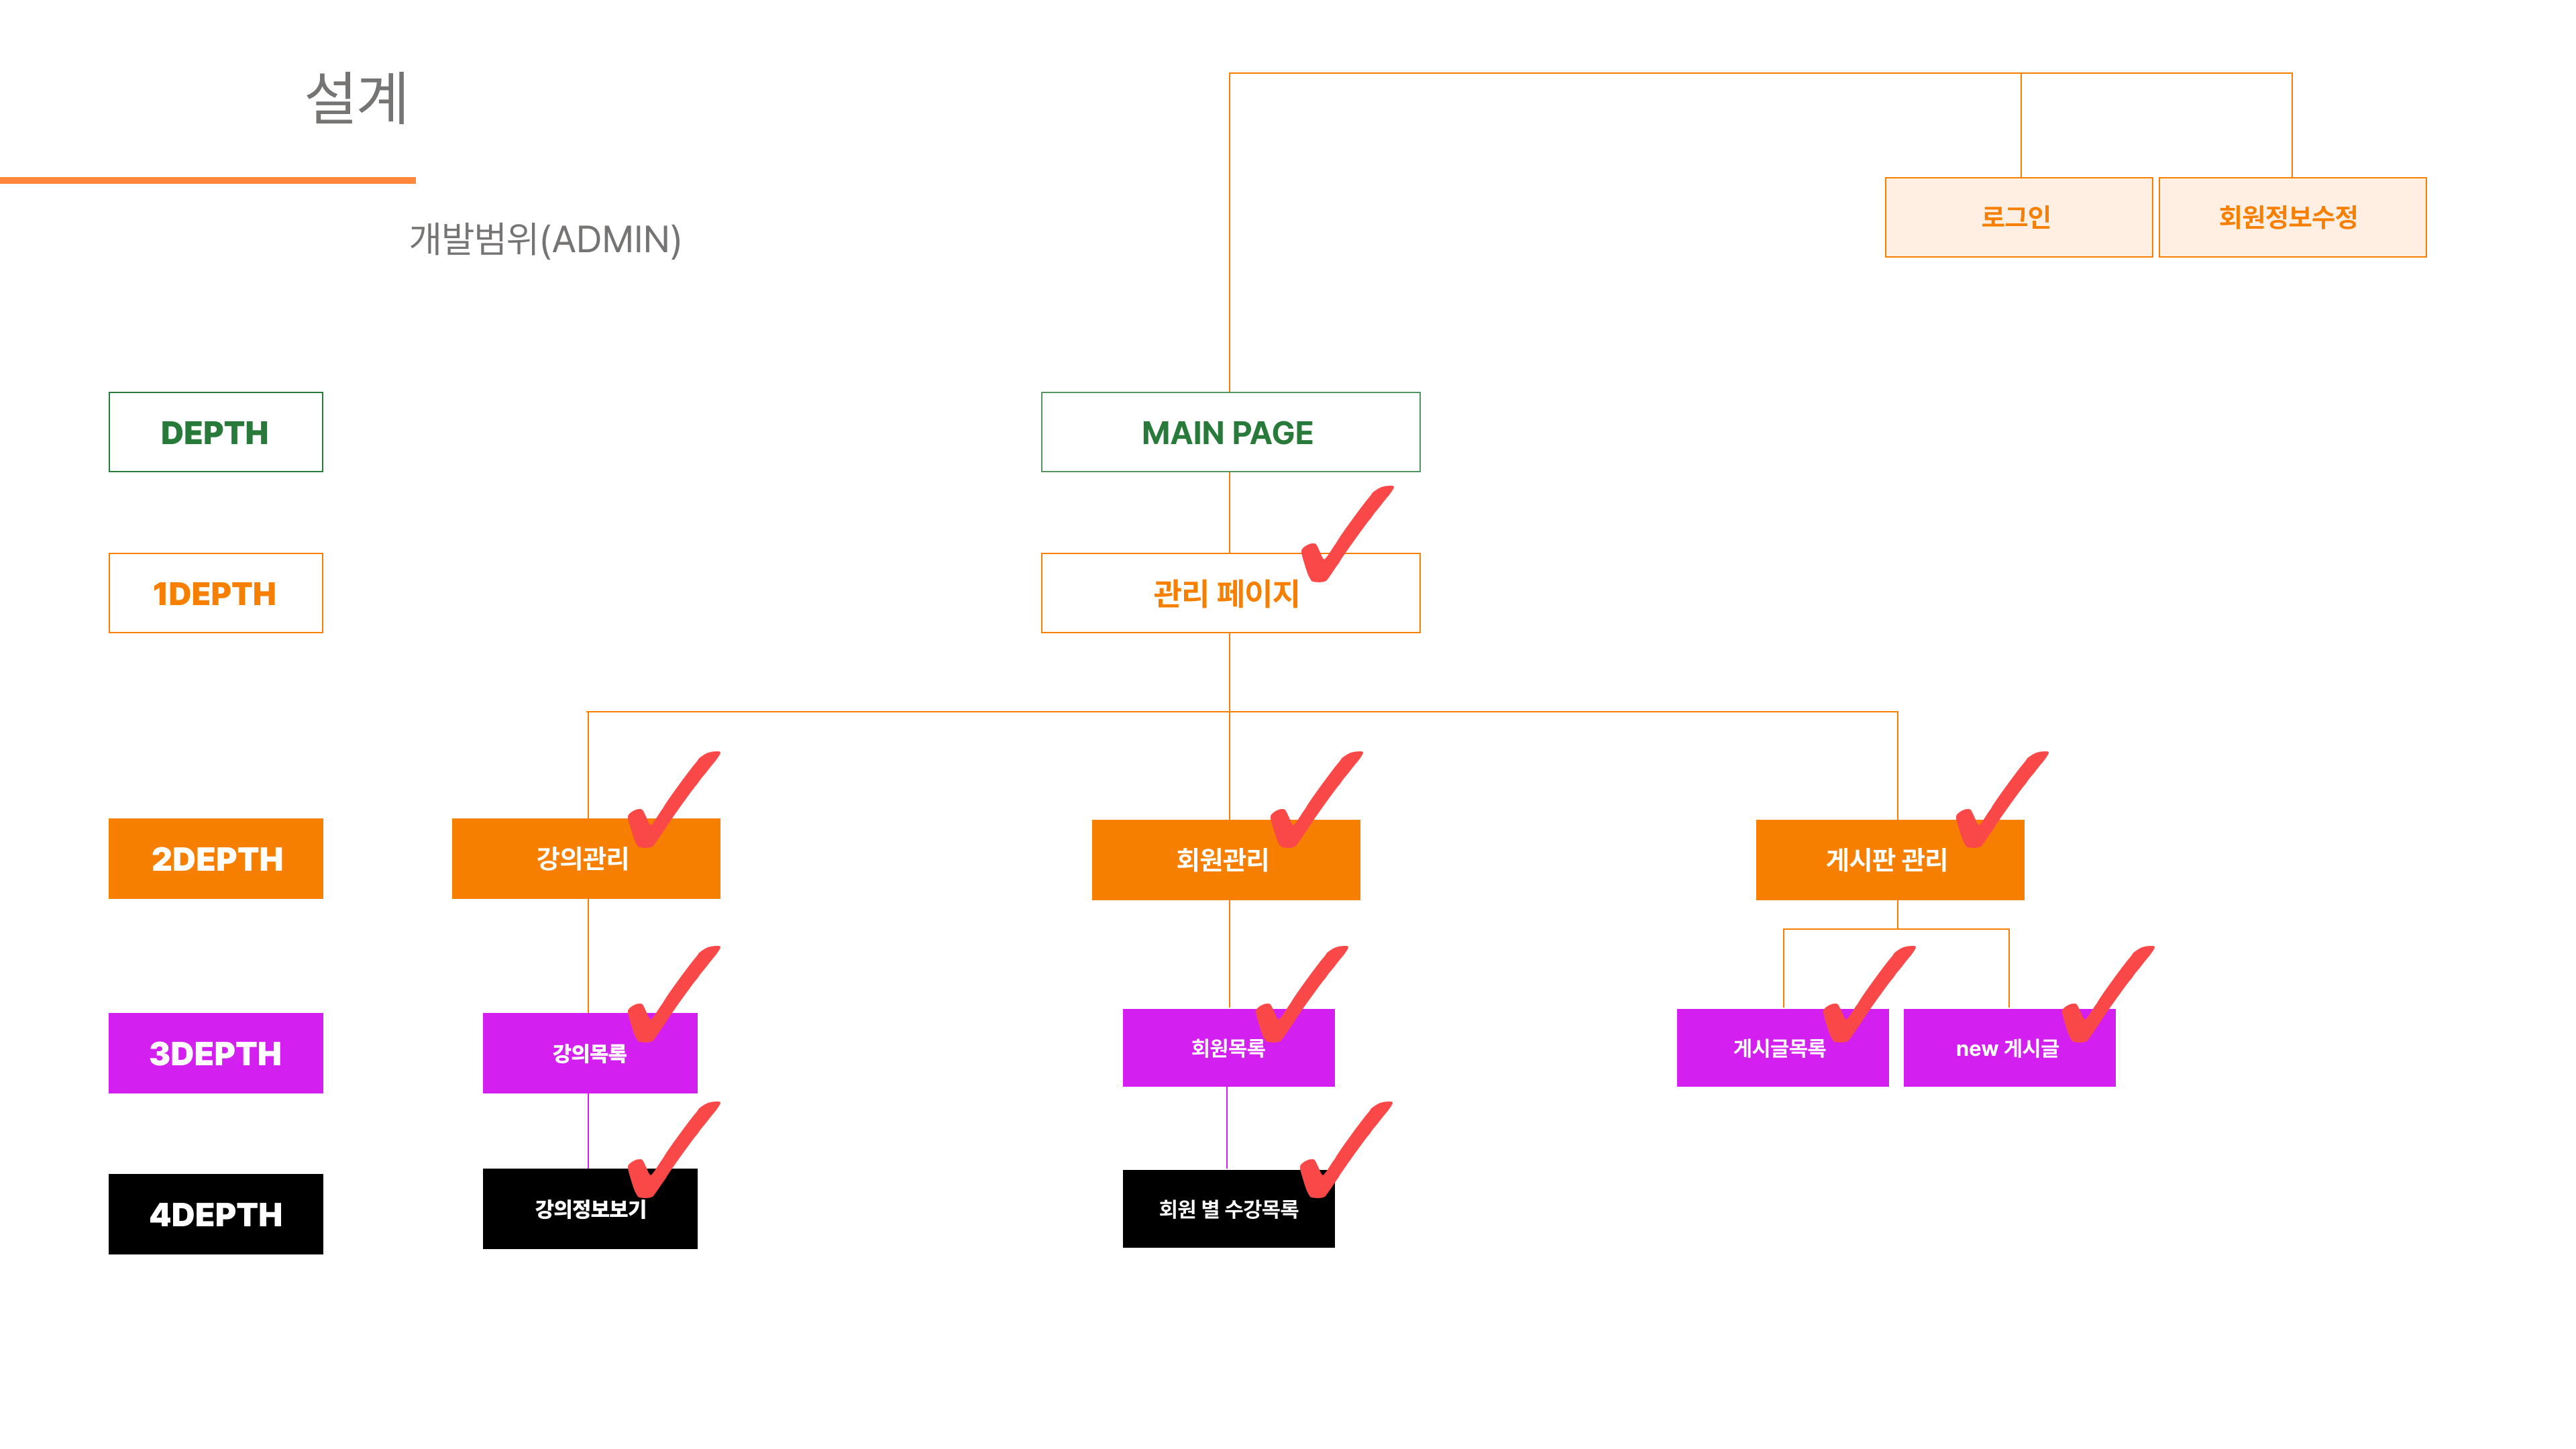 설계
개발범위(ADMIN)
로그인
회원정보수정
DEPTH
MAIN PAGE
1DEPTH
관리 페이지
2DEPTH
강의관리
회원관리
게시판 관리
3DEPTH
강의목록
회원목록
게시글목록
new 게시글
4DEPTH
강의정보보기
회원 별 수강목록